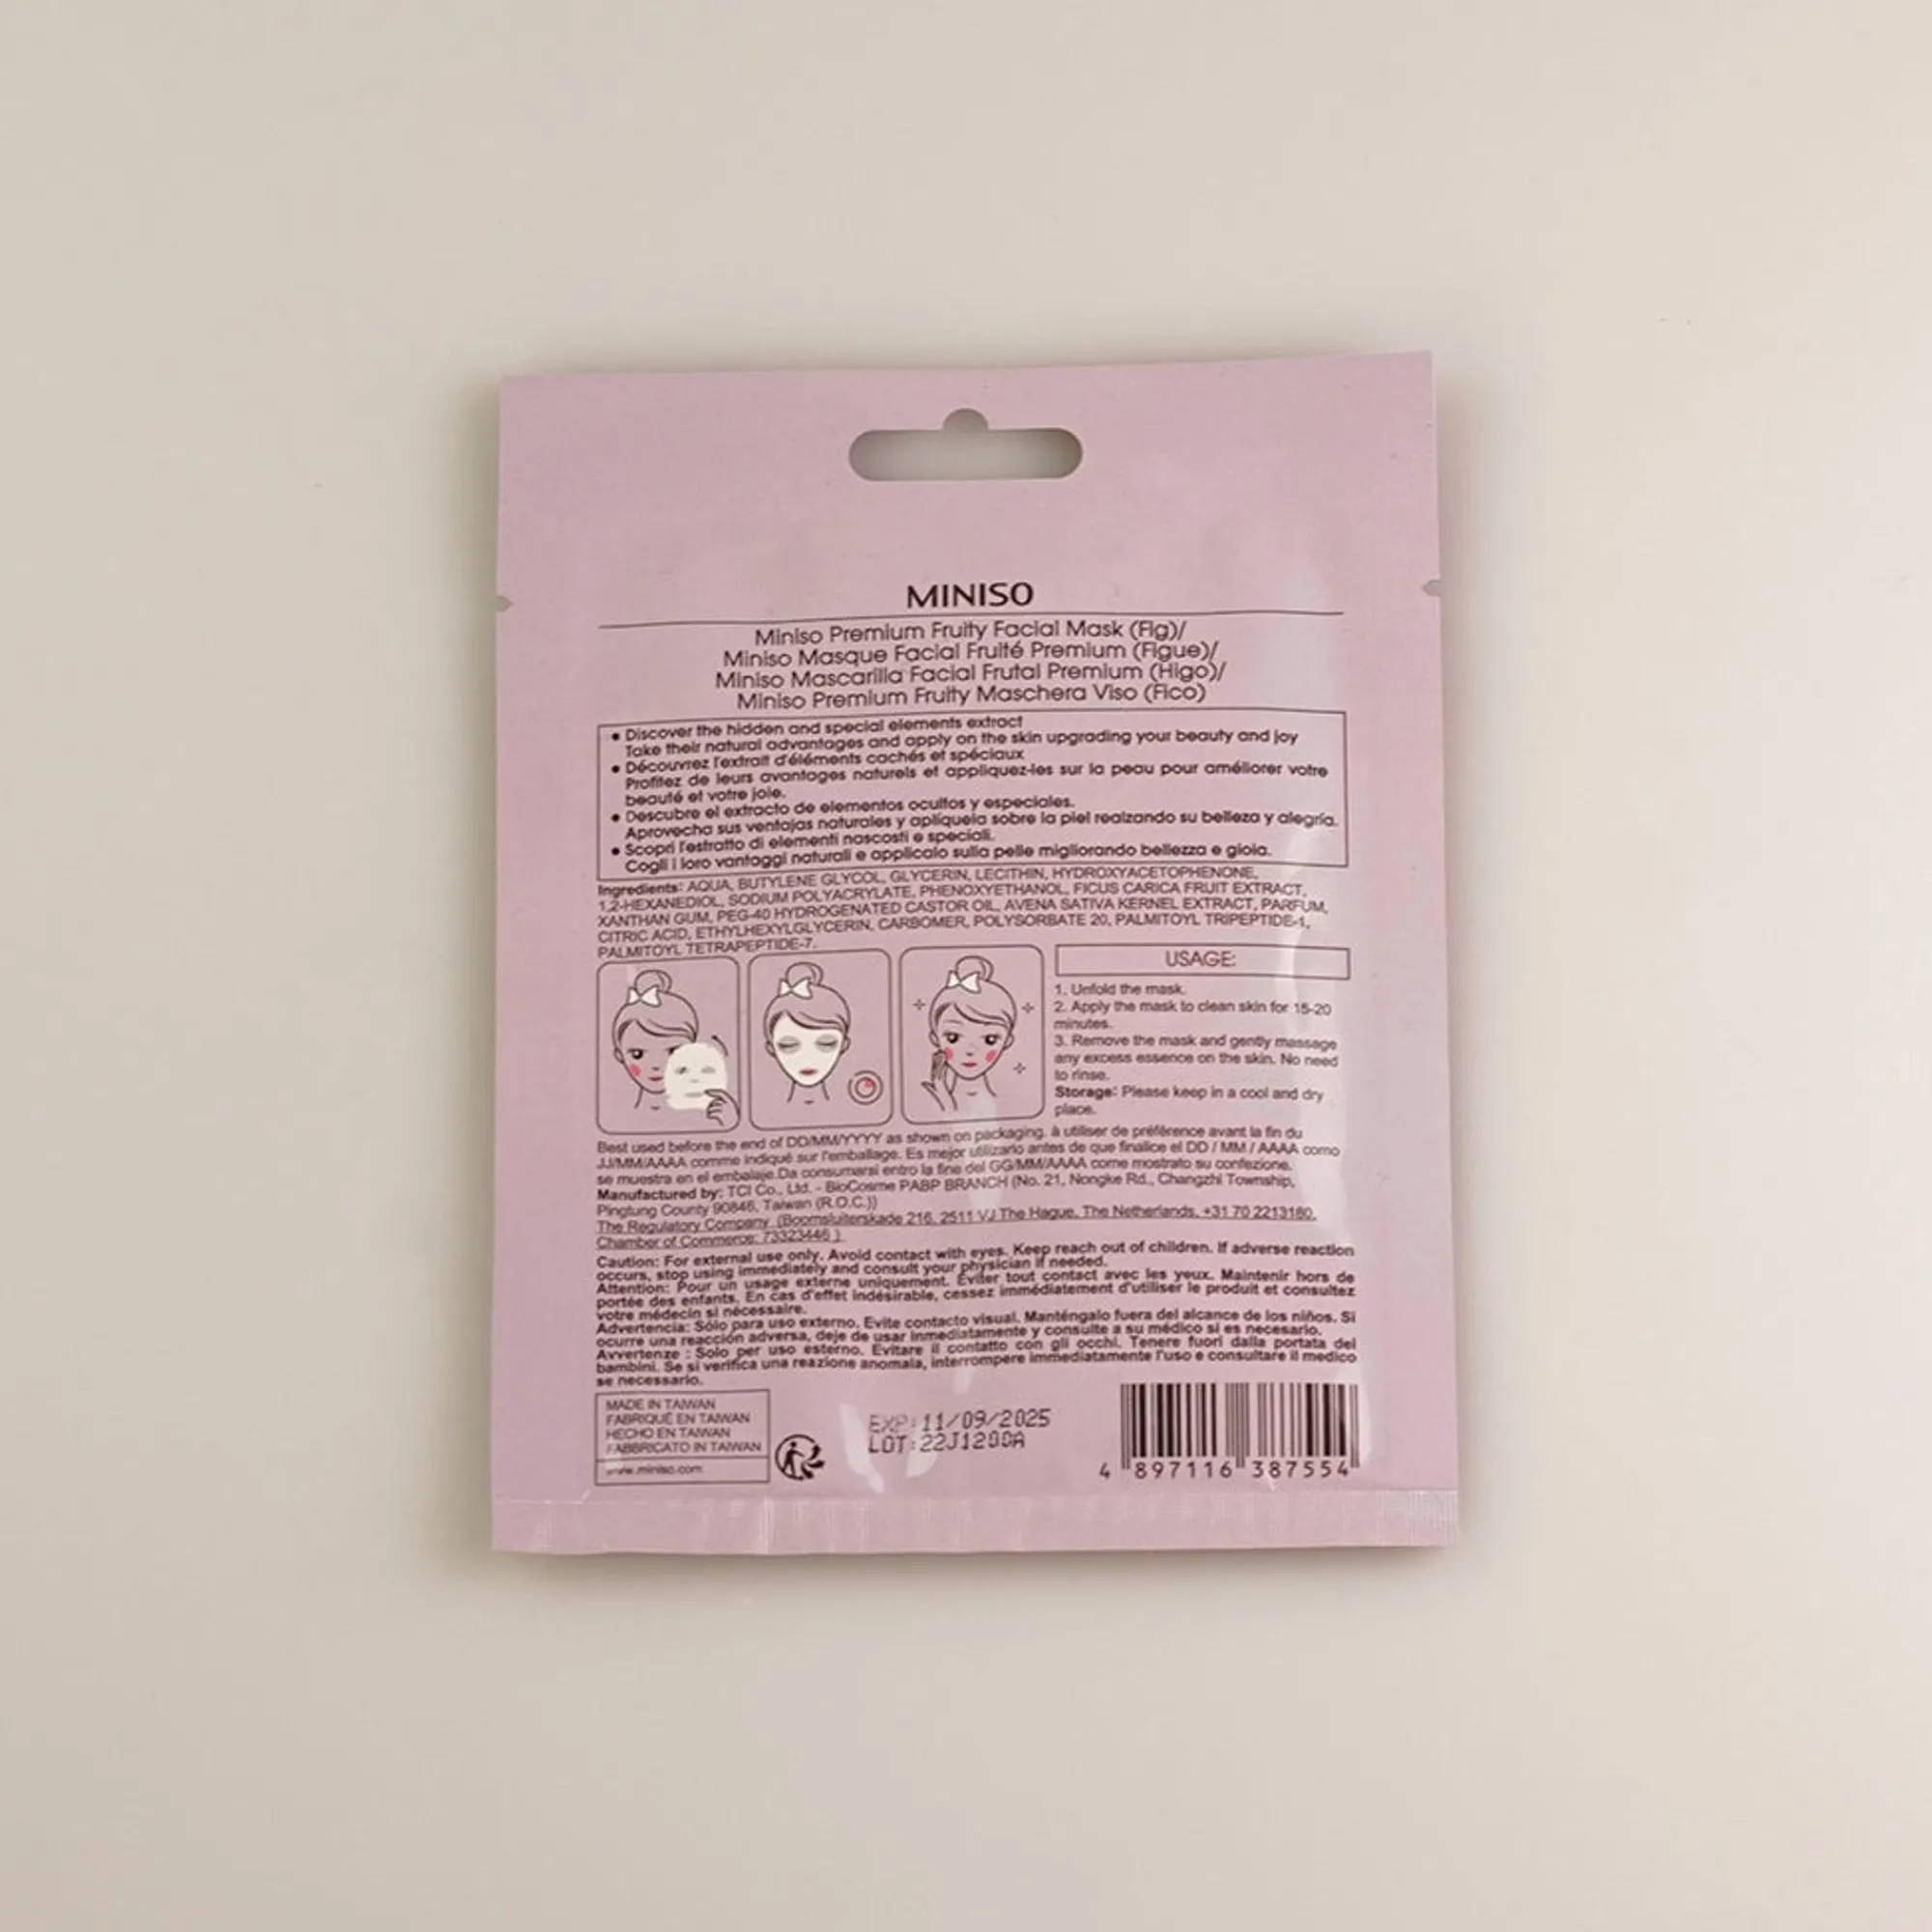 MINISO
Miniso Premium Fruity Facial Mask (Fig)/
Miniso Masque Facial Fruité Premium (Figue)/
Miniso Mascarilla Facial Frutal Premium (Higo)/
Miniso Premium Fruity Maschera Viso (Fico)
• Discover the hidden and special elements extract
Take their natural advantages and apply on the skin upgrading your beauty and joy
• Découvrez l'extrait d'éléments cachés et spéciaux
Profitez de leurs avantages naturels et appliquez-les sur la peau pour améliorer votre
beauté et votre joie.
• Descubre el extracto de elementos ocultos y especiales.
Aprovecha sus ventajas naturales y aplíquela sobre la piel realzando su belleza y alegría.
• Scopri l'estratto di elementi nascosti e speciali.
Cogli i loro vantaggi naturali e applicalo sulla pelle migliorando bellezza e gioia.
Ingredients: AQUA, BUTYLENE GLYCOL, GLYCERIN, LECITHIN, HYDROXYACETOPHENONE,
1,2-HEXANEDIOL, SODIUM POLYACRYLATE, PHENOXYETHANOL, FICUS CARICA FRUIT EXTRACT,
XANTHAN GUM, PEG-40 HYDROGENATED CASTOR OIL, AVENA SATIVA KERNEL EXTRACT, PARFUM,
CITRIC ACID, ETHYLHEXYLGLYCERIN, CARBOMER, POLYSORBATE 20, PALMITOYL TRIPEPTIDE-1,
PALMITOYL TETRAPEPTIDE-7.
USAGE:
1. Unfold the mask.
2. Apply the mask to clean skin for 15-20
minutes.
3. Remove the mask and gently massage
any excess essence on the skin. No need
to rinse.
Storage: Please keep in a cool and dry
place.
Best used before the end of DD/MM/YYYY as shown on packaging. à utiliser de préférence avant la fin du
JJ/MM/AAAA comme indiqué sur l'emballage. Es mejor utilizarlo antes de que finalice el DD / MM / AAAA como
se muestra en el embalaje.Da consumarsi entro la fine del GG/MM/AAAA come mostrato su confezione.
Manufactured by: TCI Co., Ltd. - BioCosme PABP BRANCH (No. 21, Nongke Rd., Changzhi Township,
Pingtung County 90846, Taiwan (R.O.C.))
The Regulatory Company (Boomsluiterskade 216, 2511 VJ The Hague, The Netherlands, +31 70 2213180,
Chamber of Commerce: 73323446 )
Caution: For external use only. Avoid contact with eyes. Keep reach out of children. If adverse reaction
occurs, stop using immediately and consult your physician if needed.
Attention: Pour un usage externe uniquement. Éviter tout contact avec les yeux. Maintenir hors de
portée des enfants. En cas d'effet indésirable, cessez immédiatement d'utiliser le produit et consultez
votre médecin si nécessaire.
Advertencia: Sólo para uso externo. Evite contacto visual. Manténgalo fuera del alcance de los niños. Si
ocurre una reacción adversa, deje de usar inmediatamente y consulte a su médico si es necesario.
Avvertenze : Solo per uso esterno. Evitare il contatto con gli occhi. Tenere fuori dalla portata dei
bambini. Se si verifica una reazione anomala, interrompere immediatamente l'uso e consultare il medico
se necessario.
MADE IN TAIWAN
FABRIQUÉ EN TAIWAN
HECHO EN TAIWAN
FABBRICATO IN TAIWAN
www.miniso.com
EXP:11/09/2025
LOT:22J1200A
4 897116 387554